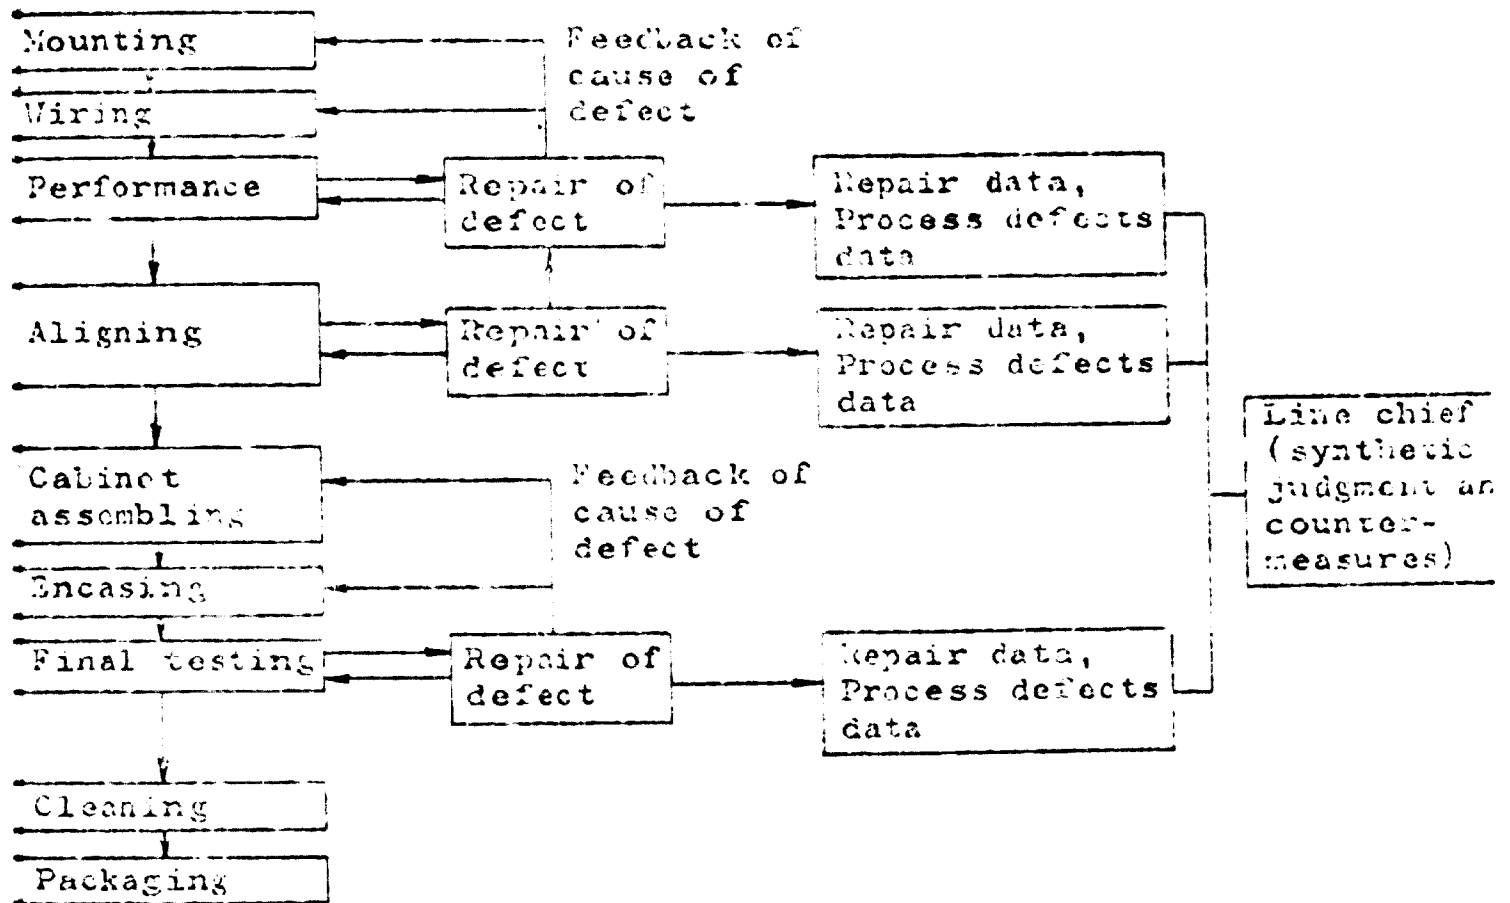 Mounting
Feedback of
cause of
defect
Wiring
Performance
Repair of
defect
Repair data,
Process defects
data
Aligning
Repair of
defect
Repair data,
Process defects
data
Line chief
(synthetic
judgment an
counter-
measures)
Cabinet
assembling
Feedback of
cause of
defect
Encasing
Final testing
Repair of
defect
Repair data,
Process defects
data
Cleaning
Packaging